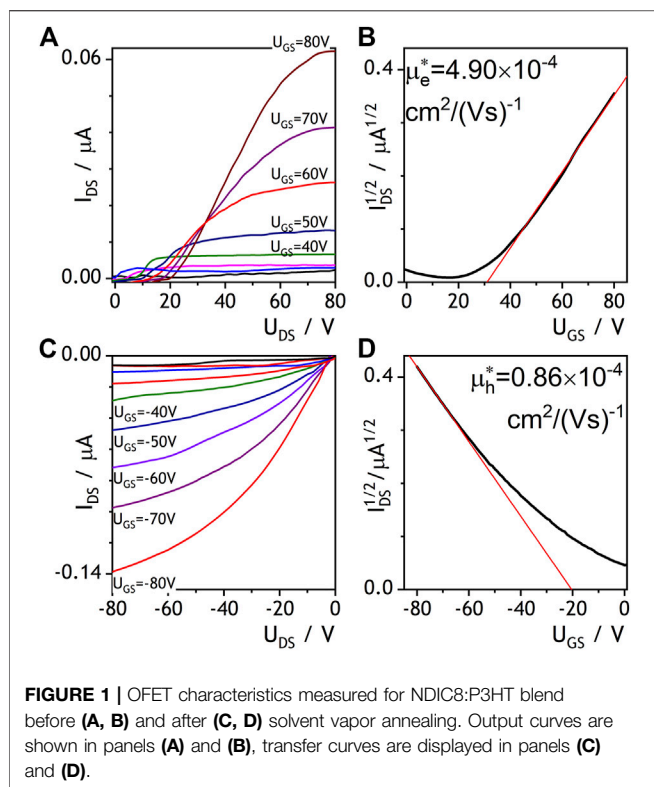 A
0.06
0.00
I_DS / μA
U_GS=80V
U_GS=70V
U_GS=60V
U_GS=50V
U_GS=40V
0 20 40 60 80
U_DS / V
B
μ*_e=4.90×10⁻⁴
cm²/(Vs)⁻¹
0.4
0.0
I_DS^1/2 / μA^1/2
0 20 40 60 80
U_GS / V
C
0.00
-0.14
I_DS / μA
U_GS=-40V
U_GS=-50V
U_GS=-60V
U_GS=-70V
U_GS=-80V
-80 -60 -40 -20 0
U_DS / V
D
μ*_h=0.86×10⁻⁴
cm²/(Vs)⁻¹
0.4
0.0
I_DS^1/2/μA^1/2
-80 -60 -40 -20 0
U_GS / V
FIGURE 1 | OFET characteristics measured for NDIC8:P3HT blend
before (A, B) and after (C, D) solvent vapor annealing. Output curves are
shown in panels (A) and (B), transfer curves are displayed in panels (C)
and (D).